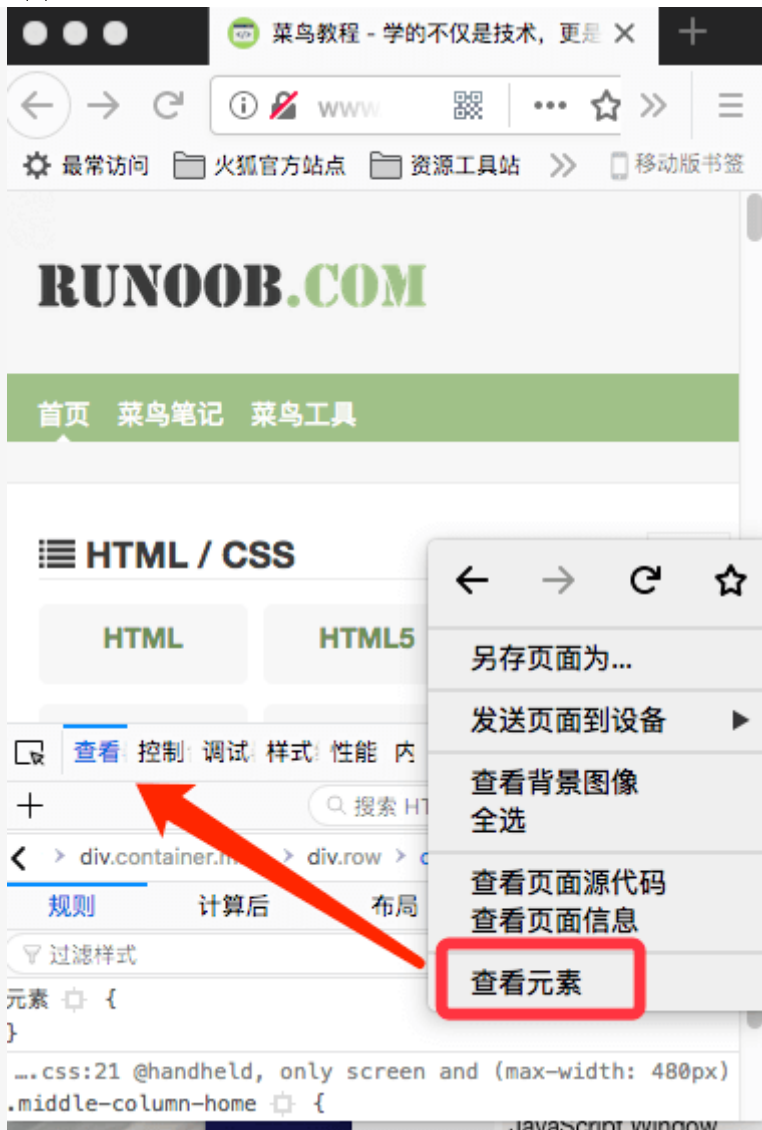 菜鸟教程 - 学的不仅是技术，更是
www
最常访问 火狐官方站点 资源工具站 移动版书签
RUNOOB.COM
首页 菜鸟笔记 菜鸟工具
HTML / CSS
HTML HTML5
另存页面为...
发送页面到设备
查看背景图像
全选
查看页面源代码
查看页面信息
查看元素
查看 控制 调试 样式 性能 内
搜索 HT
div.container.m div.row
规则 计算后 布局
过滤样式
元素 {
}
....css:21 @handheld, only screen and (max-width: 480px)
.middle-column-home {
JavaScript Window